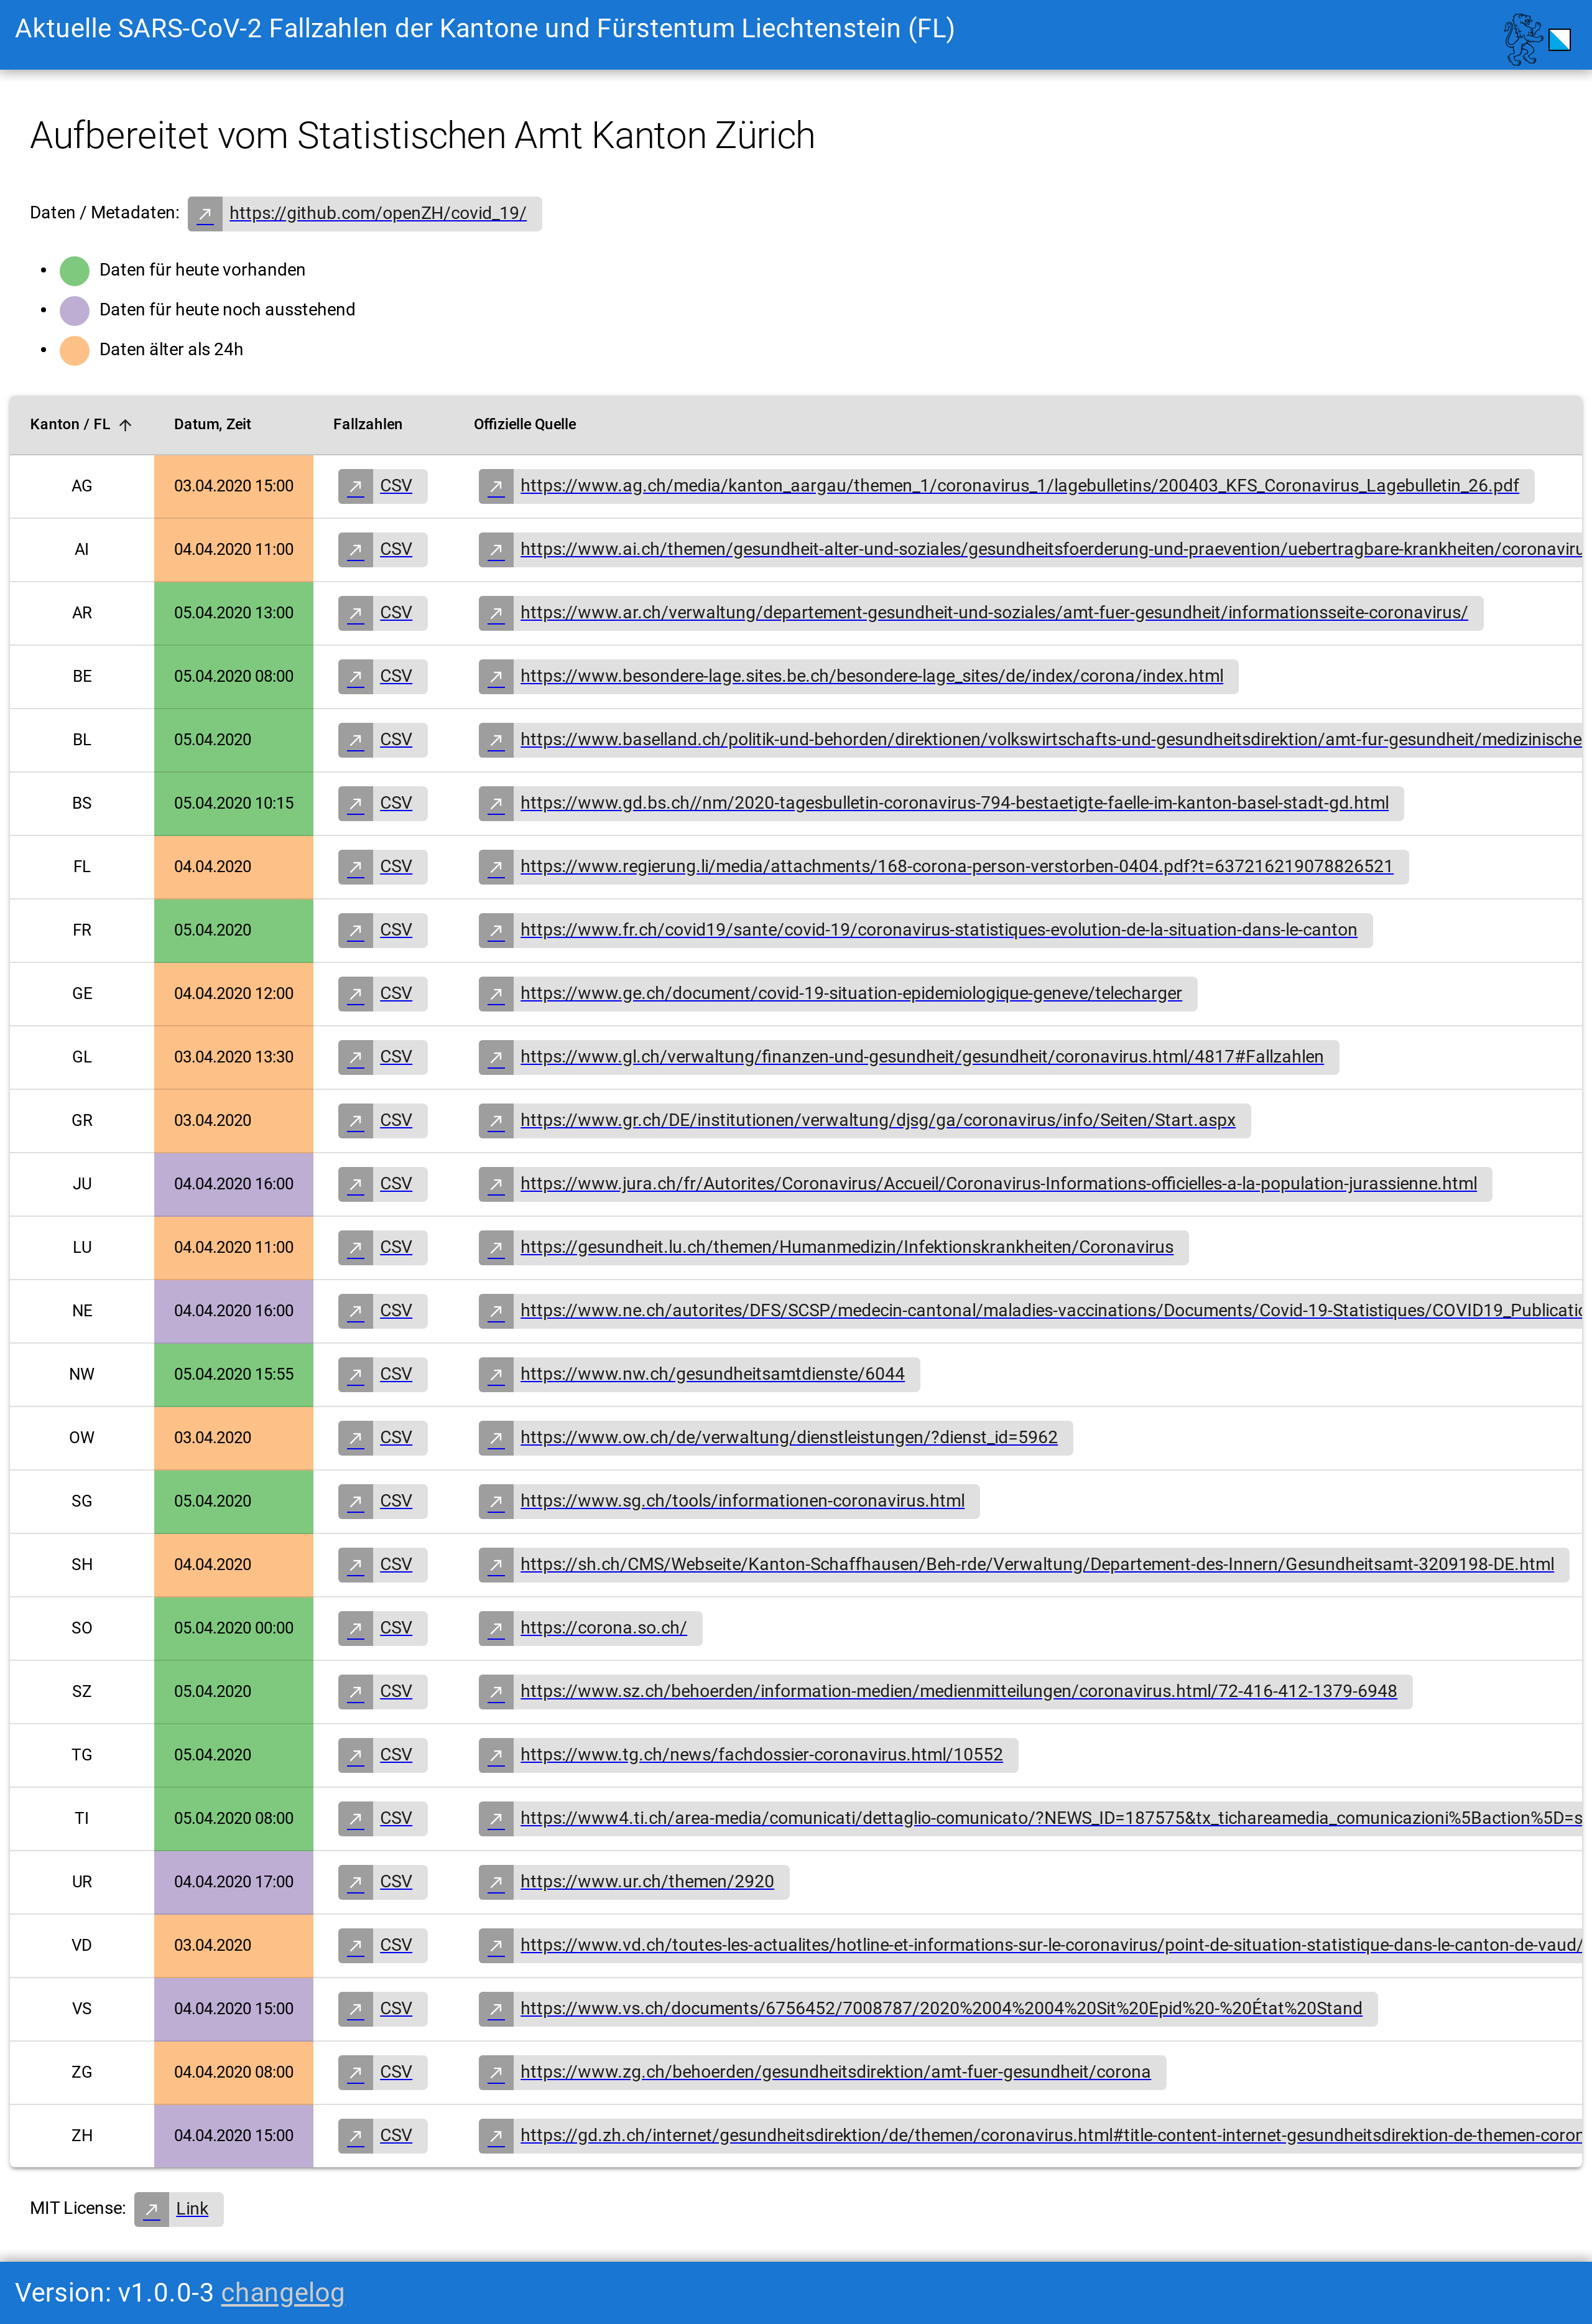 Aktuelle SARS-CoV-2 Fallzahlen der Kantone und Fürstentum Liechtenstein (FL)
Aufbereitet vom Statistischen Amt Kanton Zürich
Daten / Metadaten: https://github.com/openZH/covid_19/
Daten für heute vorhanden
Daten für heute noch ausstehend
Daten älter als 24h
Kanton / FL Datum, Zeit Fallzahlen Offizielle Quelle
AG 03.04.2020 15:00 CSV https://www.ag.ch/media/kanton_aargau/themen_1/coronavirus_1/lagebulletins/200403_KFS_Coronavirus_Lagebulletin_26.pdf
AI 04.04.2020 11:00 CSV https://www.ai.ch/themen/gesundheit-alter-und-soziales/gesundheitsfoerderung-und-praevention/uebertragbare-krankheiten/coronaviru
AR 05.04.2020 13:00 CSV https://www.ar.ch/verwaltung/departement-gesundheit-und-soziales/amt-fuer-gesundheit/informationsseite-coronavirus/
BE 05.04.2020 08:00 CSV https://www.besondere-lage.sites.be.ch/besondere-lage_sites/de/index/corona/index.html
BL 05.04.2020 CSV https://www.baselland.ch/politik-und-behorden/direktionen/volkswirtschafts-und-gesundheitsdirektion/amt-fur-gesundheit/medizinische
BS 05.04.2020 10:15 CSV https://www.gd.bs.ch//nm/2020-tagesbulletin-coronavirus-794-bestaetigte-faelle-im-kanton-basel-stadt-gd.html
FL 04.04.2020 CSV https://www.regierung.li/media/attachments/168-corona-person-verstorben-0404.pdf?t=637216219078826521
FR 05.04.2020 CSV https://www.fr.ch/covid19/sante/covid-19/coronavirus-statistiques-evolution-de-la-situation-dans-le-canton
GE 04.04.2020 12:00 CSV https://www.ge.ch/document/covid-19-situation-epidemiologique-geneve/telecharger
GL 03.04.2020 13:30 CSV https://www.gl.ch/verwaltung/finanzen-und-gesundheit/gesundheit/coronavirus.html/4817#Fallzahlen
GR 03.04.2020 CSV https://www.gr.ch/DE/institutionen/verwaltung/djsg/ga/coronavirus/info/Seiten/Start.aspx
JU 04.04.2020 16:00 CSV https://www.jura.ch/fr/Autorites/Coronavirus/Accueil/Coronavirus-Informations-officielles-a-la-population-jurassienne.html
LU 04.04.2020 11:00 CSV https://gesundheit.lu.ch/themen/Humanmedizin/Infektionskrankheiten/Coronavirus
NE 04.04.2020 16:00 CSV https://www.ne.ch/autorites/DFS/SCSP/medecin-cantonal/maladies-vaccinations/Documents/Covid-19-Statistiques/COVID19_Publicatio
NW 05.04.2020 15:55 CSV https://www.nw.ch/gesundheitsamtdienste/6044
OW 03.04.2020 CSV https://www.ow.ch/de/verwaltung/dienstleistungen/?dienst_id=5962
SG 05.04.2020 CSV https://www.sg.ch/tools/informationen-coronavirus.html
SH 04.04.2020 CSV https://sh.ch/CMS/Webseite/Kanton-Schaffhausen/Beh-rde/Verwaltung/Departement-des-Innern/Gesundheitsamt-3209198-DE.html
SO 05.04.2020 00:00 CSV https://corona.so.ch/
SZ 05.04.2020 CSV https://www.sz.ch/behoerden/information-medien/medienmitteilungen/coronavirus.html/72-416-412-1379-6948
TG 05.04.2020 CSV https://www.tg.ch/news/fachdossier-coronavirus.html/10552
TI 05.04.2020 08:00 CSV https://www4.ti.ch/area-media/comunicati/dettaglio-comunicato/?NEWS_ID=187575&tx_tichareamedia_comunicazioni%5Baction%5D=s
UR 04.04.2020 17:00 CSV https://www.ur.ch/themen/2920
VD 03.04.2020 CSV https://www.vd.ch/toutes-les-actualites/hotline-et-informations-sur-le-coronavirus/point-de-situation-statistique-dans-le-canton-de-vaud/
VS 04.04.2020 15:00 CSV https://www.vs.ch/documents/6756452/7008787/2020%2004%2004%20Sit%20Epid%20-%20État%20Stand
ZG 04.04.2020 08:00 CSV https://www.zg.ch/behoerden/gesundheitsdirektion/amt-fuer-gesundheit/corona
ZH 04.04.2020 15:00 CSV https://gd.zh.ch/internet/gesundheitsdirektion/de/themen/coronavirus.html#title-content-internet-gesundheitsdirektion-de-themen-coron
MIT License: Link
Version: v1.0.0-3 changelog